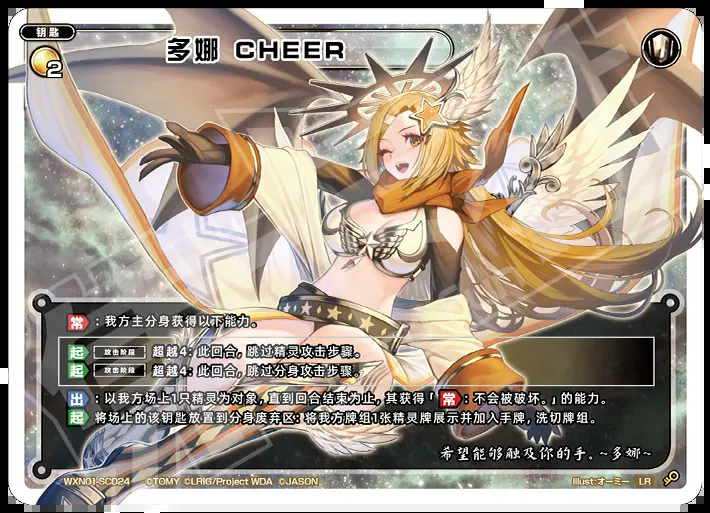 钥匙
2
多娜 CHEER
常：我方主分身获得以下能力。
起 攻击阶段 超越4：此回合，跳过精灵攻击步骤。
起 攻击阶段 超越4：此回合，跳过分身攻击步骤。
出：以我方场上1只精灵为对象，直到回合结束为止，其获得「常：不会被破坏。」的能力。
起 将场上的该钥匙放置到分身废弃区：将我方牌组1张精灵牌展示并加入手牌，洗切牌组。
希望能够触及你的手。~多娜~
WXN01-SC024 ©TOMY ©LRIG/Project WDA ©JASON Illust:オーミー LR